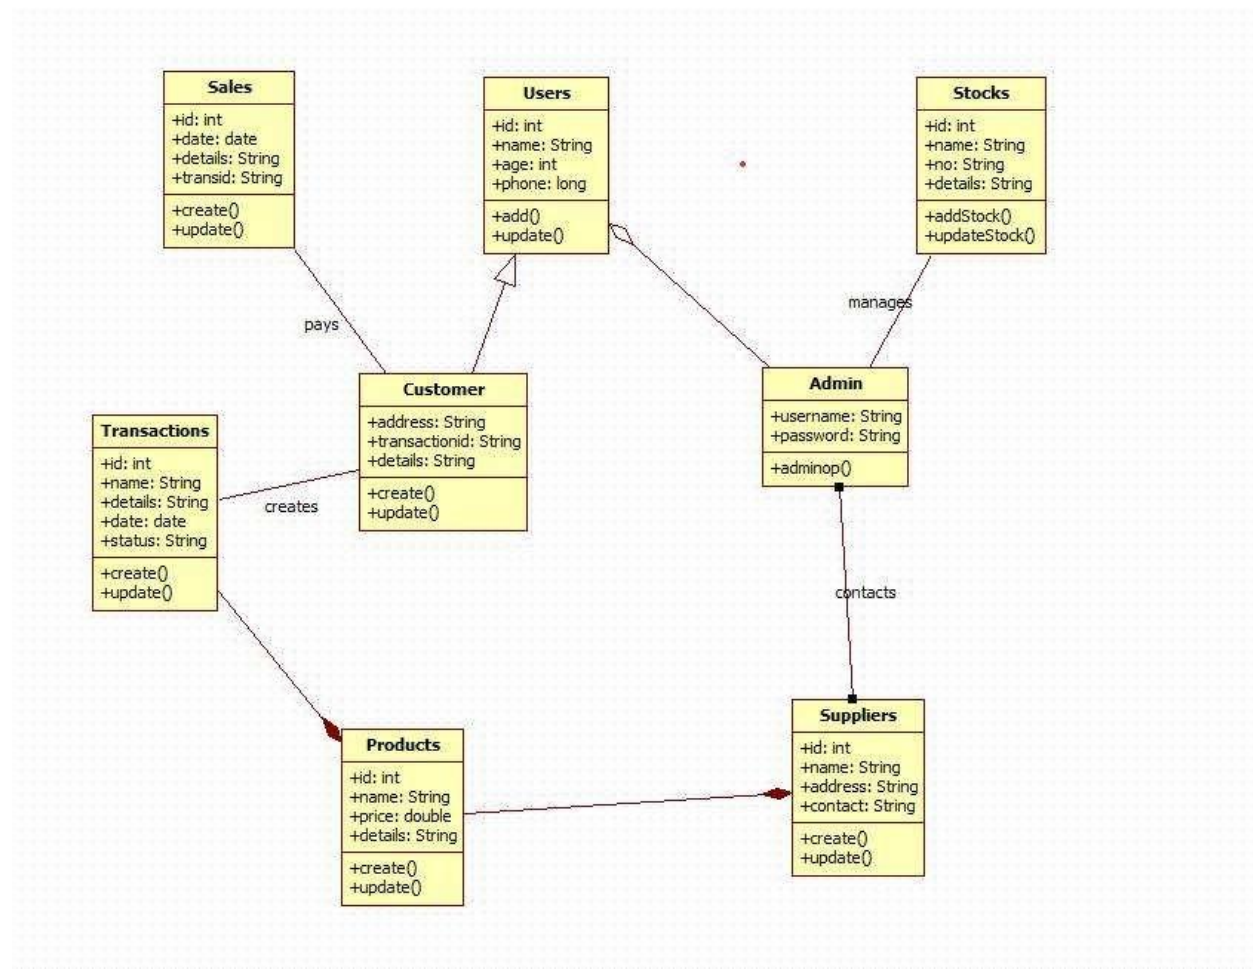 Sales
+id: int
+date: date
+details: String
+transid: String
+create()
+update()
Users
+id: int
+name: String
+age: int
+phone: long
+add()
+update()
Stocks
+id: int
+name: String
+no: String
+details: String
+addStock()
+updateStock()
pays
manages
Customer
+address: String
+transactionid: String
+details: String
+create()
+update()
Admin
+username: String
+password: String
+adminop()
Transactions
+id: int
+name: String
+details: String
+date: date
+status: String
+create()
+update()
creates
contacts
Products
+id: int
+name: String
+price: double
+details: String
+create()
+update()
Suppliers
+id: int
+name: String
+address: String
+contact: String
+create()
+update()